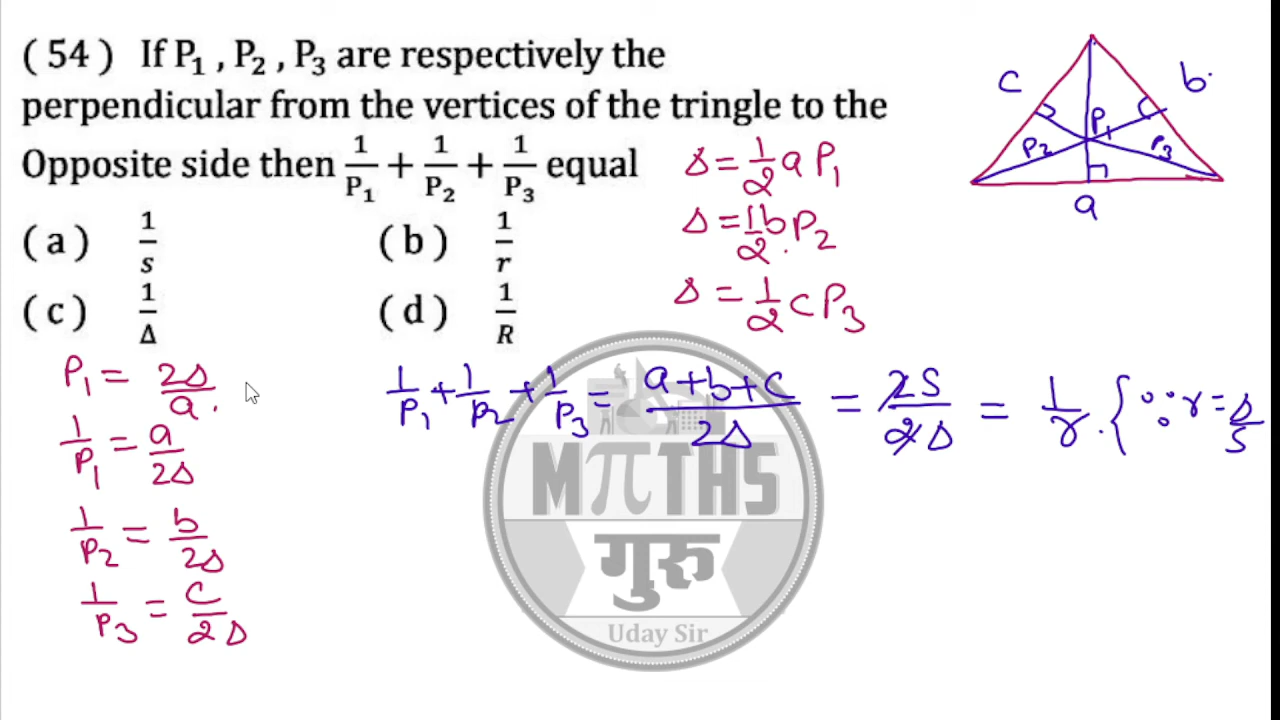 ( 54 ) If P₁ , P₂ , P₃ are respectively the
perpendicular from the vertices of the tringle to the
Opposite side then 1/P₁ + 1/P₂ + 1/P₃ equal
( a ) 1/s ( b ) 1/r
( c ) 1/Δ ( d ) 1/R
c
b
P₁
P₂
P₃
a
Δ = 1/2 a P₁
Δ = 1/2 b P₂
Δ = 1/2 c P₃
P₁ = 2Δ/a.
1/P₁ = a/2Δ
1/P₂ = b/2Δ
1/P₃ = c/2Δ
1/P₁ + 1/P₂ + 1/P₃ = a+b+c/2Δ = 2S/2Δ = 1/r. { ∵ r = Δ/S
MπTHS
गुरु
Uday Sir